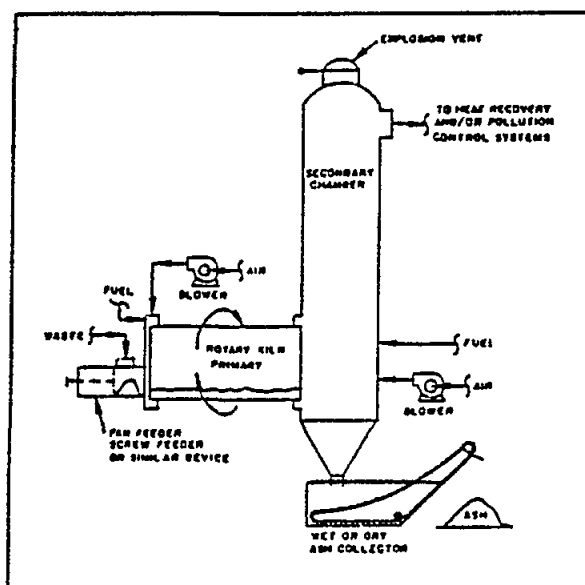 EXPLOSION VENT
TO HEAT RECOVERY
AND/OR POLLUTION
CONTROL SYSTEMS
SECONDARY
CHAMBER
AIR
BLOWER
FUEL
WASTE
ROTARY KILN
PRIMARY
FUEL
AIR
BLOWER
PAN FEEDER
SCREW FEEDER
OR SIMILAR DEVICE
ASH
WET OR DRY
ASH COLLECTOR